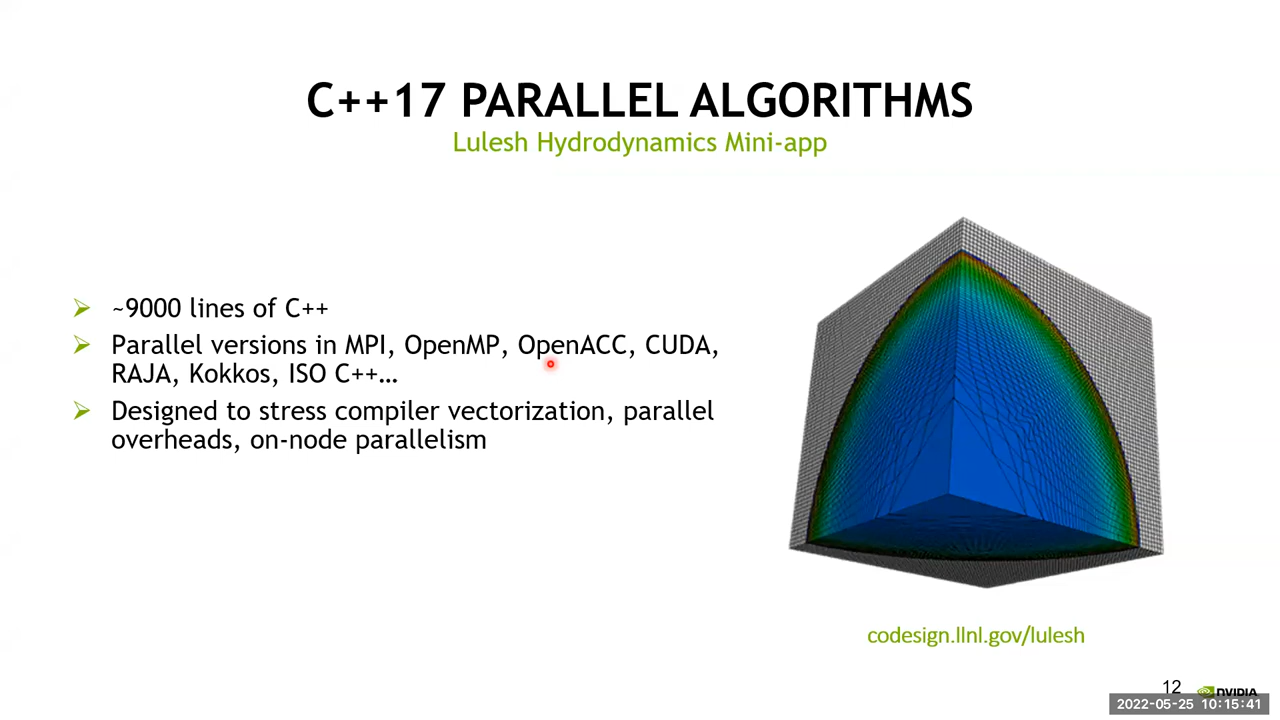 C++17 PARALLEL ALGORITHMS
Lulesh Hydrodynamics Mini-app
~9000 lines of C++
Parallel versions in MPI, OpenMP, OpenACC, CUDA,
RAJA, Kokkos, ISO C++…
Designed to stress compiler vectorization, parallel
overheads, on-node parallelism
codesign.llnl.gov/lulesh
12
NVIDIA
2022-05-25 10:15:41